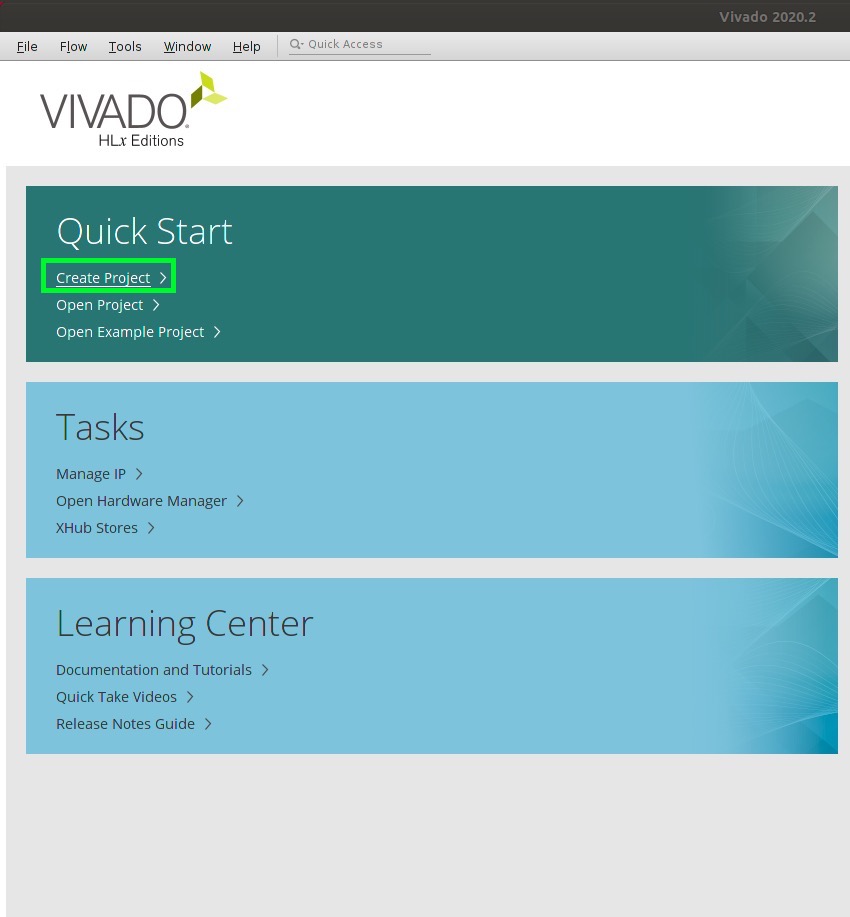 Vivado 2020.2
File Flow Tools Window Help Quick Access
VIVADO
HLx Editions
Quick Start
Create Project >
Open Project >
Open Example Project >
Tasks
Manage IP >
Open Hardware Manager >
XHub Stores >
Learning Center
Documentation and Tutorials >
Quick Take Videos >
Release Notes Guide >